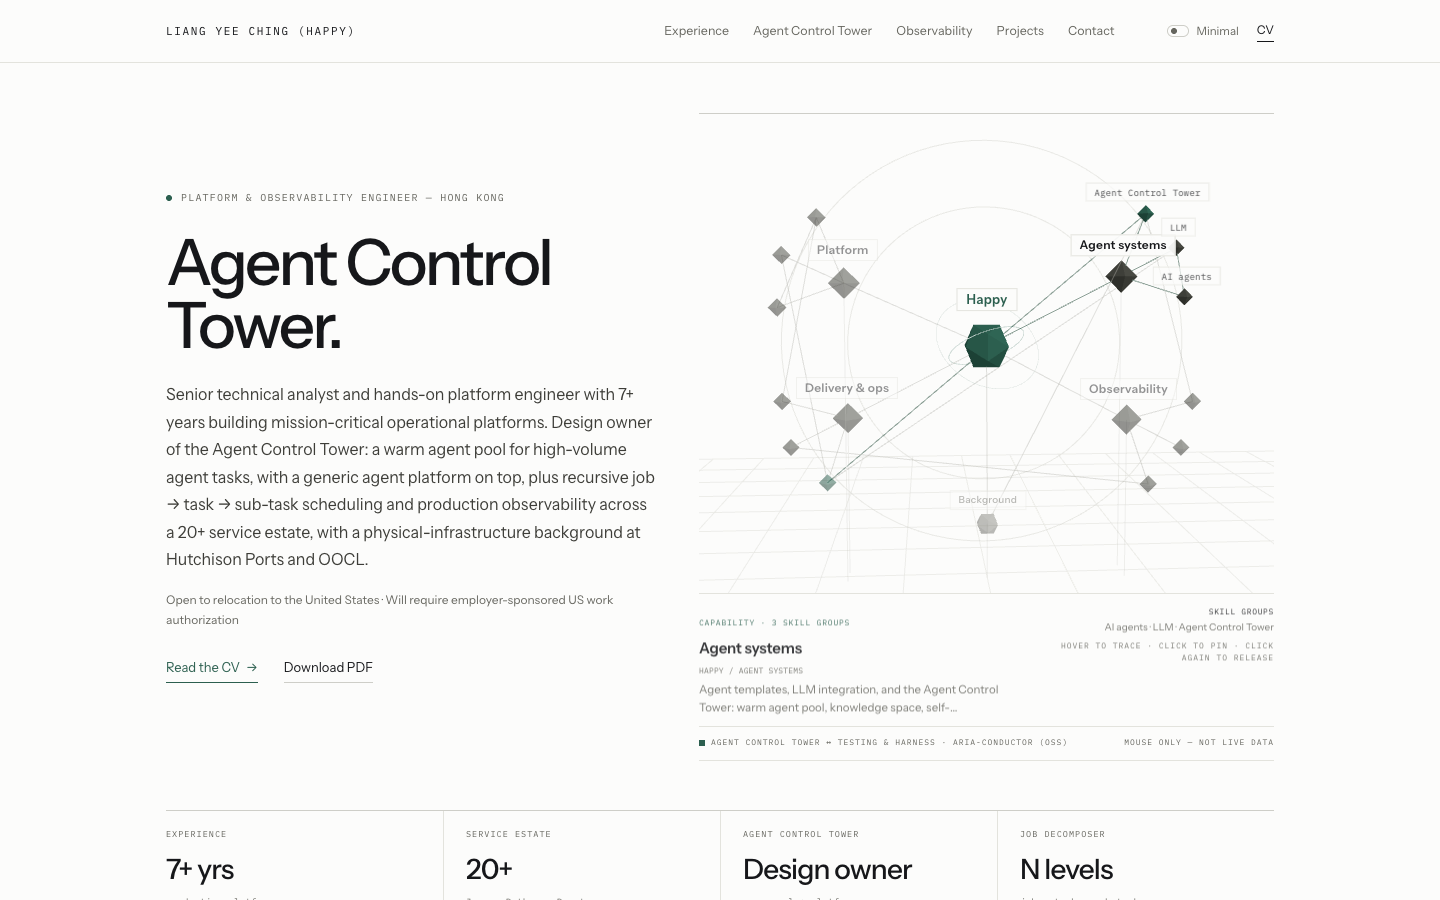 LIANG YEE CHING (HAPPY)
Experience
Agent Control Tower
Observability
Projects
Contact
Minimal
CV
PLATFORM & OBSERVABILITY ENGINEER — HONG KONG
Agent Control
Tower.
Senior technical analyst and hands-on platform engineer with 7+
years building mission-critical operational platforms. Design owner
of the Agent Control Tower: a warm agent pool for high-volume
agent tasks, with a generic agent platform on top, plus recursive job
→ task → sub-task scheduling and production observability across
a 20+ service estate, with a physical-infrastructure background at
Hutchison Ports and OOCL.
Open to relocation to the United States · Will require employer-sponsored US work
authorization
Read the CV →
Download PDF
Agent Control Tower
LLM
Agent systems
AI agents
Platform
Happy
Delivery & ops
Observability
Background
CAPABILITY · 3 SKILL GROUPS
Agent systems
HAPPY / AGENT SYSTEMS
Agent templates, LLM integration, and the Agent Control
Tower: warm agent pool, knowledge space, self-…
SKILL GROUPS
AI agents · LLM · Agent Control Tower
HOVER TO TRACE · CLICK TO PIN · CLICK
AGAIN TO RELEASE
AGENT CONTROL TOWER ↔ TESTING & HARNESS · ARIA-CONDUCTOR (OSS)
MOUSE ONLY — NOT LIVE DATA
EXPERIENCE
7+ yrs
SERVICE ESTATE
20+
AGENT CONTROL TOWER
Design owner
JOB DECOMPOSER
N levels